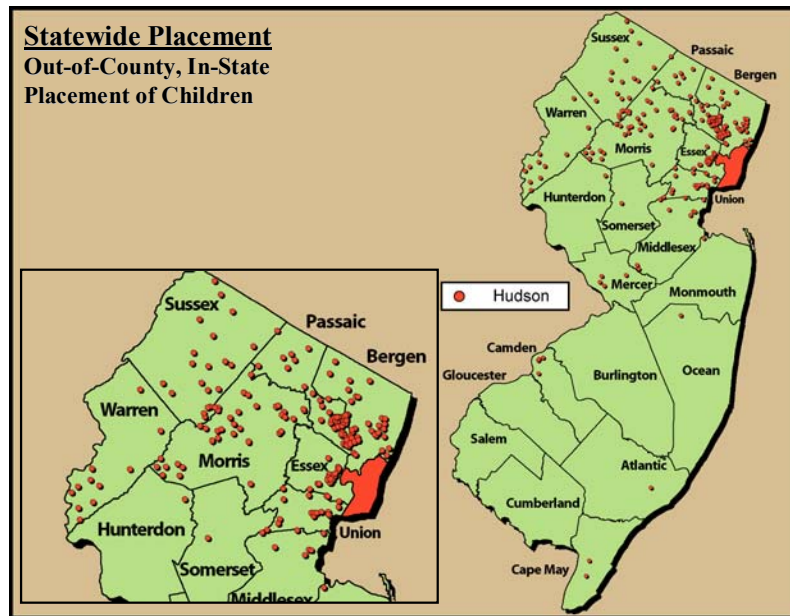 Statewide Placement
Out-of-County, In-State
Placement of Children
Sussex
Passaic
Bergen
Warren
Morris
Essex
Hunterdon
Union
Somerset
Middlesex
Mercer
Monmouth
Hudson
Camden
Gloucester
Burlington
Ocean
Salem
Atlantic
Cumberland
Cape May
Sussex
Passaic
Bergen
Warren
Morris
Essex
Hunterdon
Union
Somerset
Middlesex